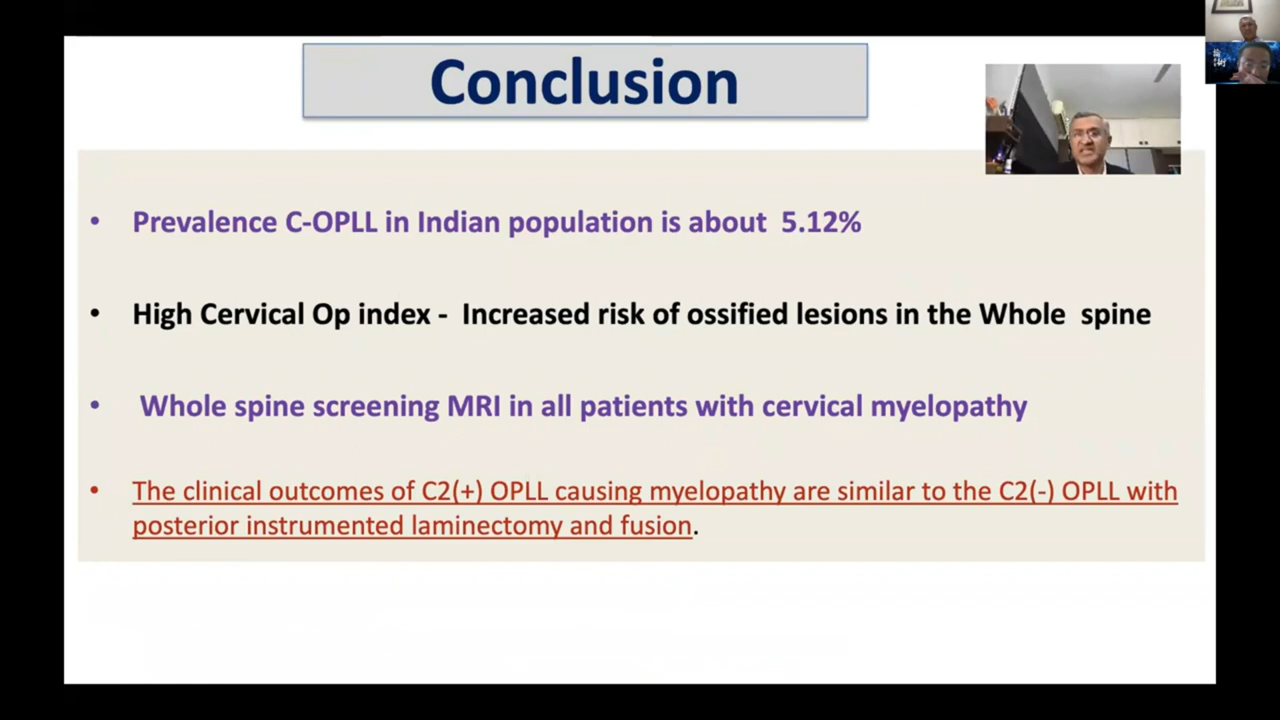 Conclusion
• Prevalence C-OPLL in Indian population is about 5.12%
• High Cervical Op index - Increased risk of ossified lesions in the Whole spine
• Whole spine screening MRI in all patients with cervical myelopathy
• The clinical outcomes of C2(+) OPLL causing myelopathy are similar to the C2(-) OPLL with
posterior instrumented laminectomy and fusion.